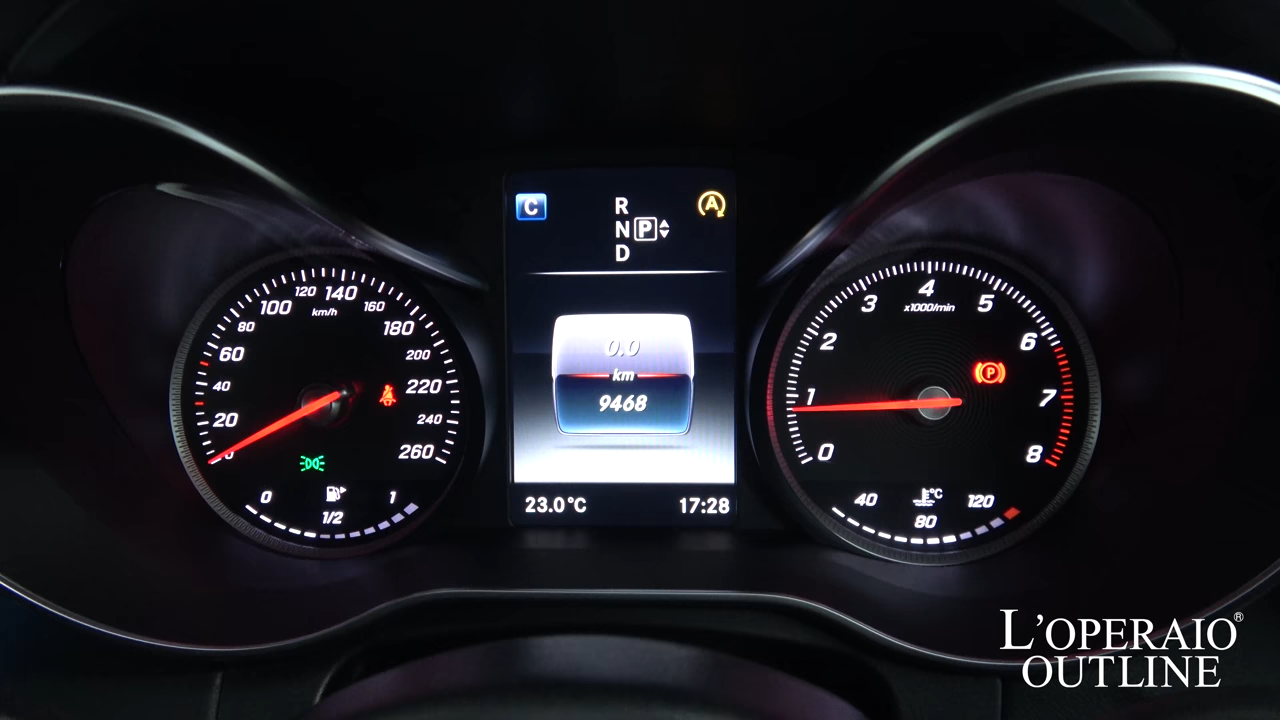 C
R
N P
D
A
120 140
100 160
km/h
80 180
60 200
40 220
20 240
0 260
0 1
1/2
0.0
km
9468
23.0°C 17:28
4
3 5
x1000/min
2 6
P
1 7
0 8
°C
40 120
80
L'OPERAIO®
OUTLINE